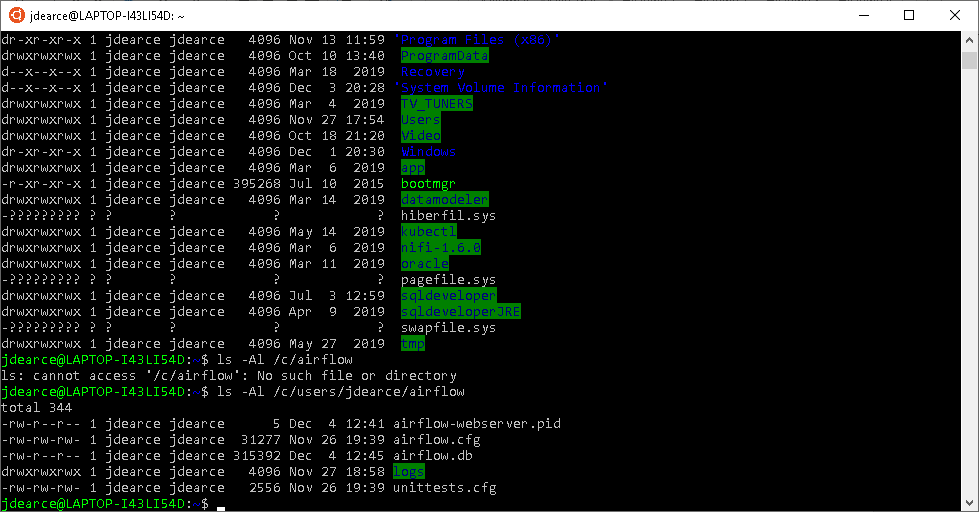 jdearce@LAPTOP-I43LI54D: ~
dr-xr-xr-x 1 jdearce jdearce   4096 Nov 13 11:59 'Program Files (x86)'
drwxrwxrwx 1 jdearce jdearce   4096 Oct 10 13:40  ProgramData
d--x--x--x 1 jdearce jdearce   4096 Mar 18  2019  Recovery
d--x--x--x 1 jdearce jdearce   4096 Dec  3 20:28 'System Volume Information'
drwxrwxrwx 1 jdearce jdearce   4096 Mar  4  2019  TV_TUNERS
drwxrwxrwx 1 jdearce jdearce   4096 Nov 27 17:54  Users
drwxrwxrwx 1 jdearce jdearce   4096 Oct 18 21:20  Video
dr-xr-xr-x 1 jdearce jdearce   4096 Dec  1 20:30  Windows
drwxrwxrwx 1 jdearce jdearce   4096 Mar  6  2019  app
-r-xr-xr-x 1 jdearce jdearce 395268 Jul 10  2015  bootmgr
drwxrwxrwx 1 jdearce jdearce   4096 Mar 14  2019  datamodeler
-????????? ? ?       ?            ?            ?  hiberfil.sys
drwxrwxrwx 1 jdearce jdearce   4096 May 14  2019  kubectl
drwxrwxrwx 1 jdearce jdearce   4096 Mar  6  2019  nifi-1.6.0
drwxrwxrwx 1 jdearce jdearce   4096 Mar 11  2019  oracle
-????????? ? ?       ?            ?            ?  pagefile.sys
drwxrwxrwx 1 jdearce jdearce   4096 Jul  3 12:59  sqldeveloper
drwxrwxrwx 1 jdearce jdearce   4096 Apr  9  2019  sqldeveloperJRE
-????????? ? ?       ?            ?            ?  swapfile.sys
drwxrwxrwx 1 jdearce jdearce   4096 May 27  2019  tmp
jdearce@LAPTOP-I43LI54D:~$ ls -Al /c/airflow
ls: cannot access '/c/airflow': No such file or directory
jdearce@LAPTOP-I43LI54D:~$ ls -Al /c/users/jdearce/airflow
total 344
-rw-r--r-- 1 jdearce jdearce      5 Dec  4 12:41 airflow-webserver.pid
-rw-rw-rw- 1 jdearce jdearce  31277 Nov 26 19:39 airflow.cfg
-rw-r--r-- 1 jdearce jdearce 315392 Dec  4 12:45 airflow.db
drwxrwxrwx 1 jdearce jdearce   4096 Nov 27 18:58 logs
-rw-rw-rw- 1 jdearce jdearce   2556 Nov 26 19:39 unittests.cfg
jdearce@LAPTOP-I43LI54D:~$